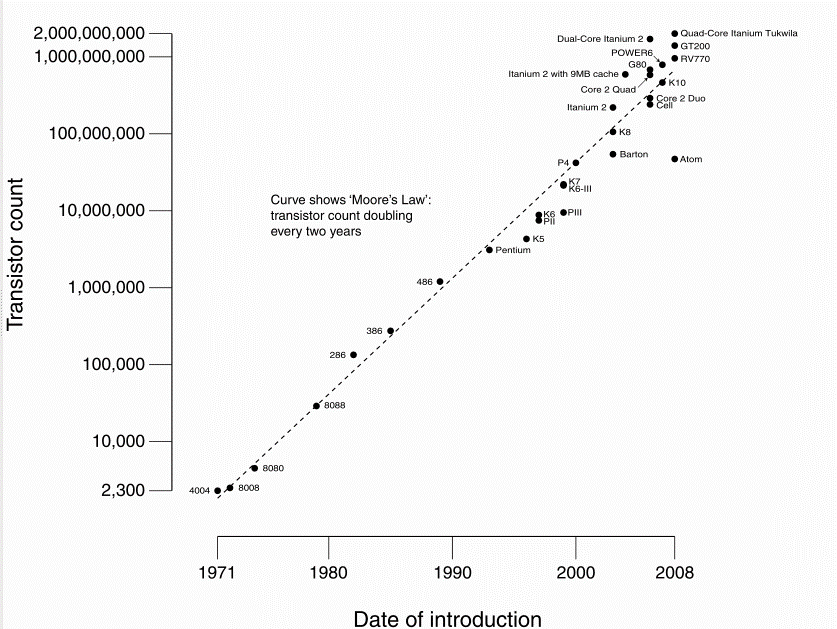 2,000,000,000
1,000,000,000
100,000,000
10,000,000
1,000,000
100,000
10,000
2,300
Transistor count
Curve shows ‘Moore’s Law’:
transistor count doubling
every two years
Quad-Core Itanium Tukwila
Dual-Core Itanium 2
GT200
POWER6
RV770
G80
Itanium 2 with 9MB cache
K10
Core 2 Quad
Core 2 Duo
Cell
Itanium 2
K8
Barton
Atom
P4
K7
K6-III
K6
PIII
PII
K5
Pentium
486
386
286
8088
8080
8008
4004
1971
1980
1990
2000
2008
Date of introduction